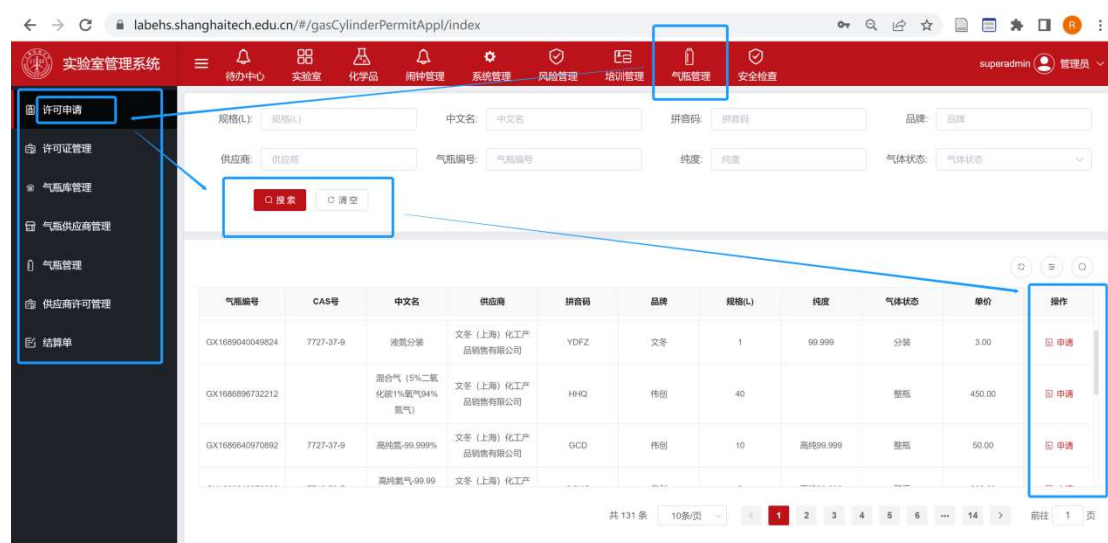 labehs.shanghaitech.edu.cn/#/gasCylinderPermitAppl/index
R
实验室管理系统
待办中心 实验室 化学品 闹钟管理 系统管理 风险管理 培训管理 气瓶管理 安全检查
superadmin 管理员
许可申请
许可证管理
气瓶库管理
气瓶供应商管理
气瓶管理
供应商许可管理
结算单
规格(L): 规格(L) 中文名: 中文名 拼音码: 拼音码 品牌: 品牌
供应商: 供应商 气瓶编号: 气瓶编号 纯度: 纯度 气体状态: 气体状态
搜索 清空
气瓶编号 CAS号 中文名 供应商 拼音码 品牌 规格(L) 纯度 气体状态 单价 操作
GX1689040049824 7727-37-9 液氮分装 文冬（上海）化工产品销售有限公司 YDFZ 文冬 1 99.999 分装 3.00 申请
GX1686896732212 混合气（5%二氧化碳1%氧气94%氮气） 文冬（上海）化工产品销售有限公司 HHQ 伟创 40 整瓶 450.00 申请
GX1686640970892 7727-37-9 高纯氮-99.999% 文冬（上海）化工产品销售有限公司 GCD 伟创 10 高纯99.999 整瓶 50.00 申请
文冬（上海）化工产
共 131 条 10条/页 1 2 3 4 5 6 ... 14 前往 1 页